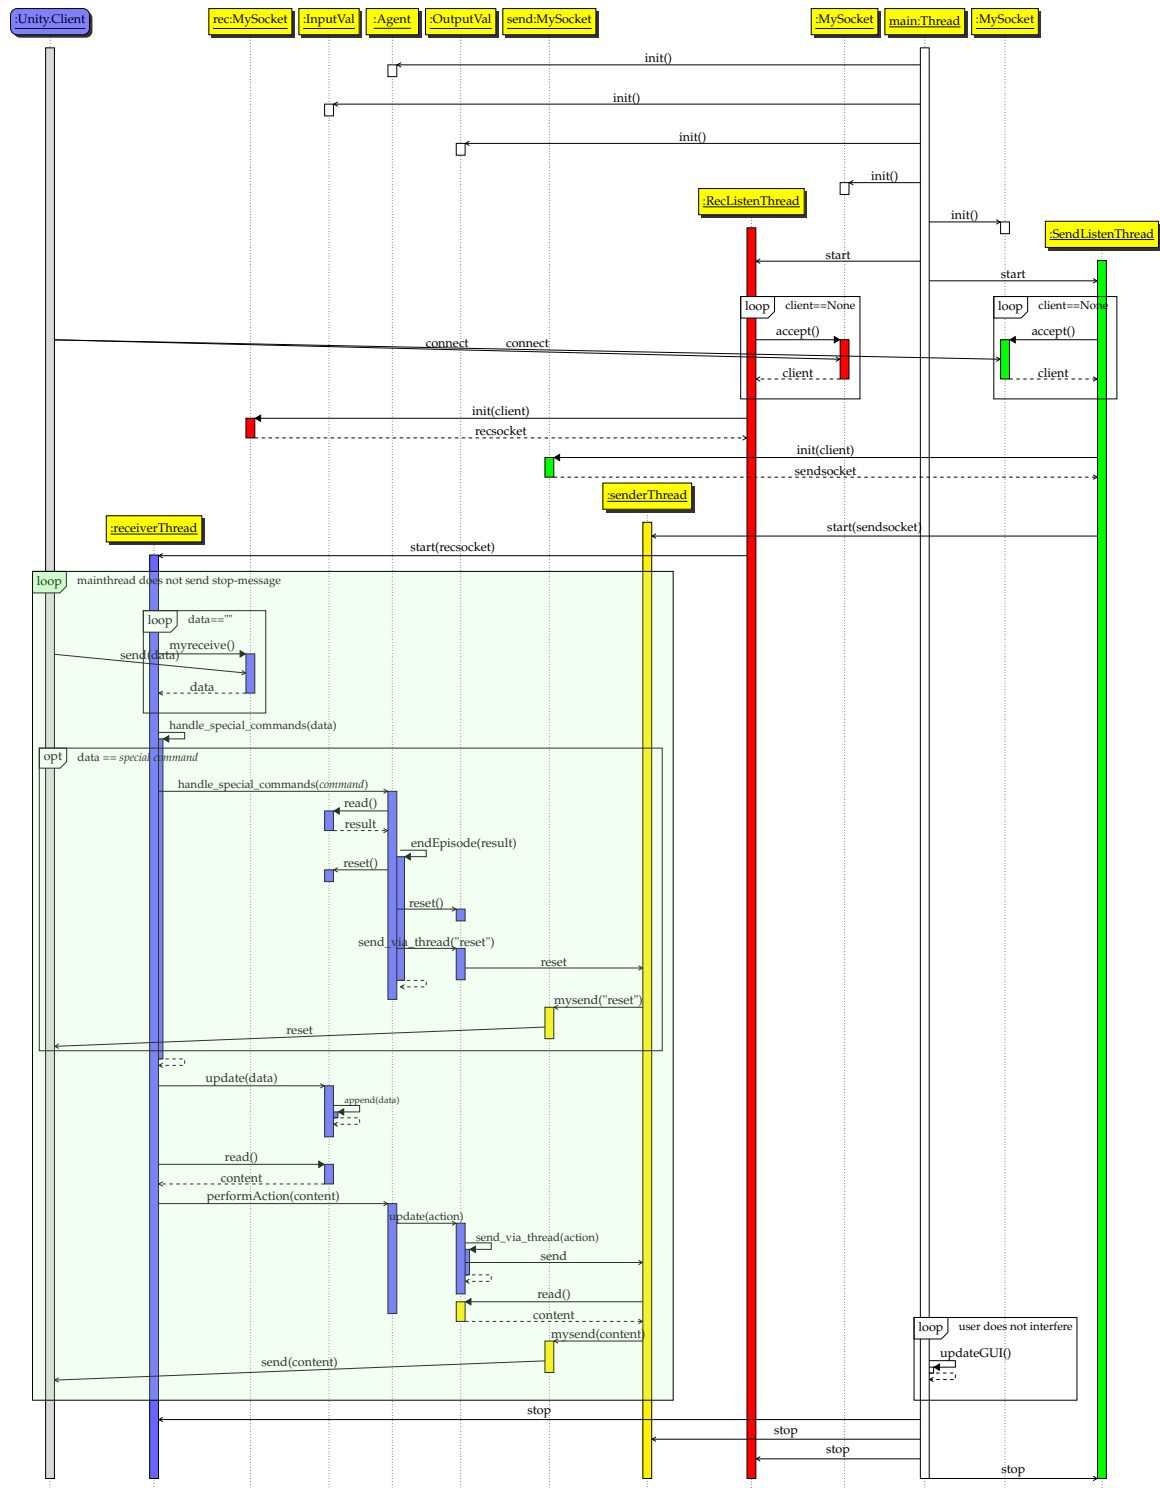 :Unity.Client
rec:MySocket
:InputVal
:Agent
:OutputVal
send:MySocket
:MySocket
main:Thread
:MySocket
init()
init()
init()
init()
:RecListenThread
init()
:SendListenThread
start
start
loop client==None
loop client==None
accept()
accept()
connect
connect
client
client
init(client)
recsocket
init(client)
sendsocket
:senderThread
:receiverThread
start(sendsocket)
start(recsocket)
loop mainthread does not send stop-message
loop data==""
myreceive()
send(data)
data
handle_special_commands(data)
opt data == special command
handle_special_commands(command)
read()
result
endEpisode(result)
reset()
reset()
send_via_thread("reset")
reset
mysend("reset")
reset
update(data)
append(data)
read()
content
performAction(content)
update(action)
send_via_thread(action)
send
read()
content
loop user does not interfere
mysend(content)
updateGUI()
send(content)
stop
stop
stop
stop